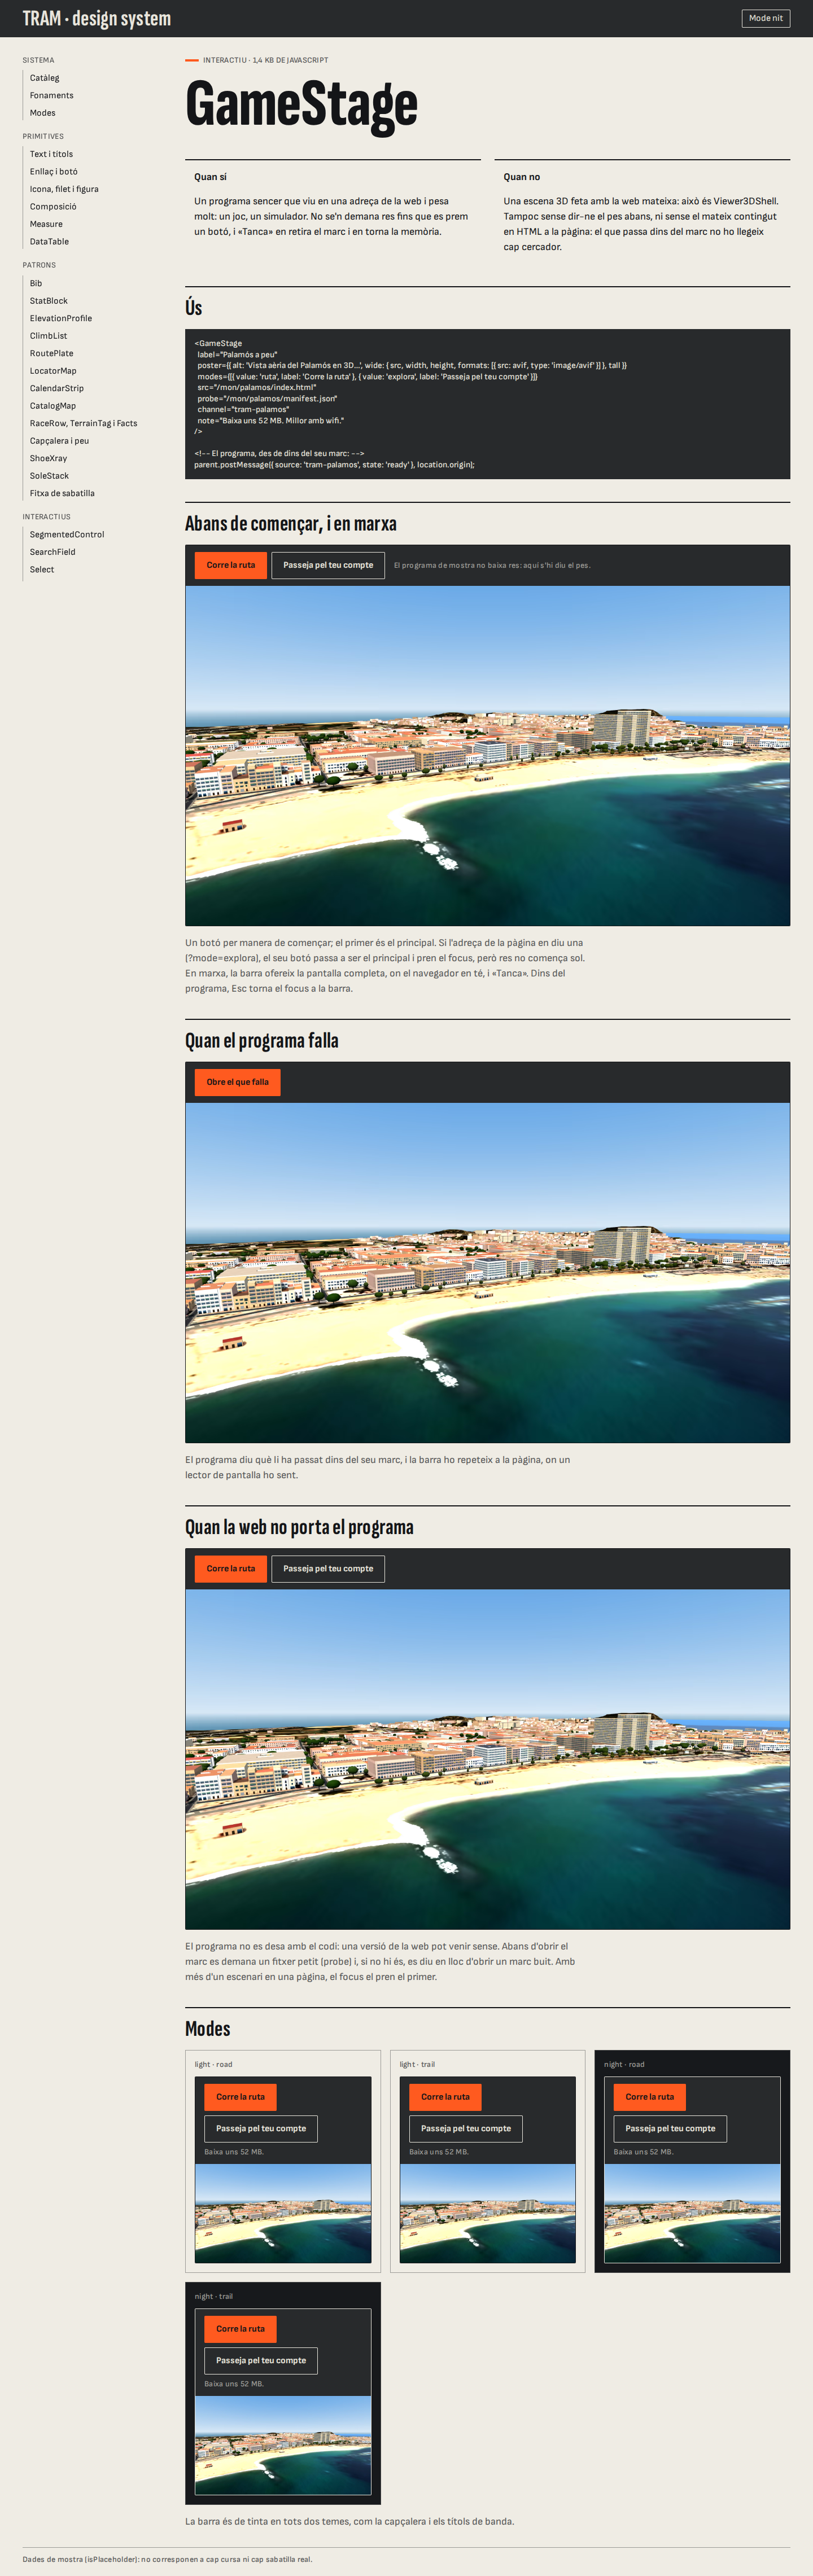 TRAM · design system
Mode nit
SISTEMA
Catàleg
Fonaments
Modes
PRIMITIVES
Text i títols
Enllaç i botó
Icona, filet i figura
Composició
Measure
DataTable
PATRONS
Bib
StatBlock
ElevationProfile
ClimbList
RoutePlate
LocatorMap
CalendarStrip
CatalogMap
RaceRow, TerrainTag i Facts
Capçalera i peu
ShoeXray
SoleStack
Fitxa de sabatilla
INTERACTIUS
SegmentedControl
SearchField
Select
INTERACTIU · 1,4 KB DE JAVASCRIPT
GameStage
Quan sí
Un programa sencer que viu en una adreça de la web i pesa
molt: un joc, un simulador. No se'n demana res fins que es prem
un botó, i «Tanca» en retira el marc i en torna la memòria.
Quan no
Una escena 3D feta amb la web mateixa: això és Viewer3DShell.
Tampoc sense dir-ne el pes abans, ni sense el mateix contingut
en HTML a la pàgina: el que passa dins del marc no ho llegeix
cap cercador.
Ús
<GameStage
label="Palamós a peu"
poster={{ alt: 'Vista aèria del Palamós en 3D…', wide: { src, width, height, formats: [{ src: avif, type: 'image/avif' }] }, tall }}
modes={[{ value: 'ruta', label: 'Corre la ruta' }, { value: 'explora', label: 'Passeja pel teu compte' }]}
src="/mon/palamos/index.html"
probe="/mon/palamos/manifest.json"
channel="tram-palamos"
note="Baixa uns 52 MB. Millor amb wifi."
/>
<!-- El programa, des de dins del seu marc: -->
parent.postMessage({ source: 'tram-palamos', state: 'ready' }, location.origin);
Abans de començar, i en marxa
Corre la ruta
Passeja pel teu compte
El programa de mostra no baixa res: aquí s'hi diu el pes.
Un botó per manera de començar; el primer és el principal. Si l'adreça de la pàgina en diu una
(?mode=explora), el seu botó passa a ser el principal i pren el focus, però res no comença sol.
En marxa, la barra ofereix la pantalla completa, on el navegador en té, i «Tanca». Dins del
programa, Esc torna el focus a la barra.
Quan el programa falla
Obre el que falla
El programa diu què li ha passat dins del seu marc, i la barra ho repeteix a la pàgina, on un
lector de pantalla ho sent.
Quan la web no porta el programa
Corre la ruta
Passeja pel teu compte
El programa no es desa amb el codi: una versió de la web pot venir sense. Abans d'obrir el
marc es demana un fitxer petit (probe) i, si no hi és, es diu en lloc d'obrir un marc buit. Amb
més d'un escenari en una pàgina, el focus el pren el primer.
Modes
light · road
Corre la ruta
Passeja pel teu compte
Baixa uns 52 MB.
light · trail
Corre la ruta
Passeja pel teu compte
Baixa uns 52 MB.
night · road
Corre la ruta
Passeja pel teu compte
Baixa uns 52 MB.
night · trail
Corre la ruta
Passeja pel teu compte
Baixa uns 52 MB.
La barra és de tinta en tots dos temes, com la capçalera i els títols de banda.
Dades de mostra (isPlaceholder): no corresponen a cap cursa ni cap sabatilla real.